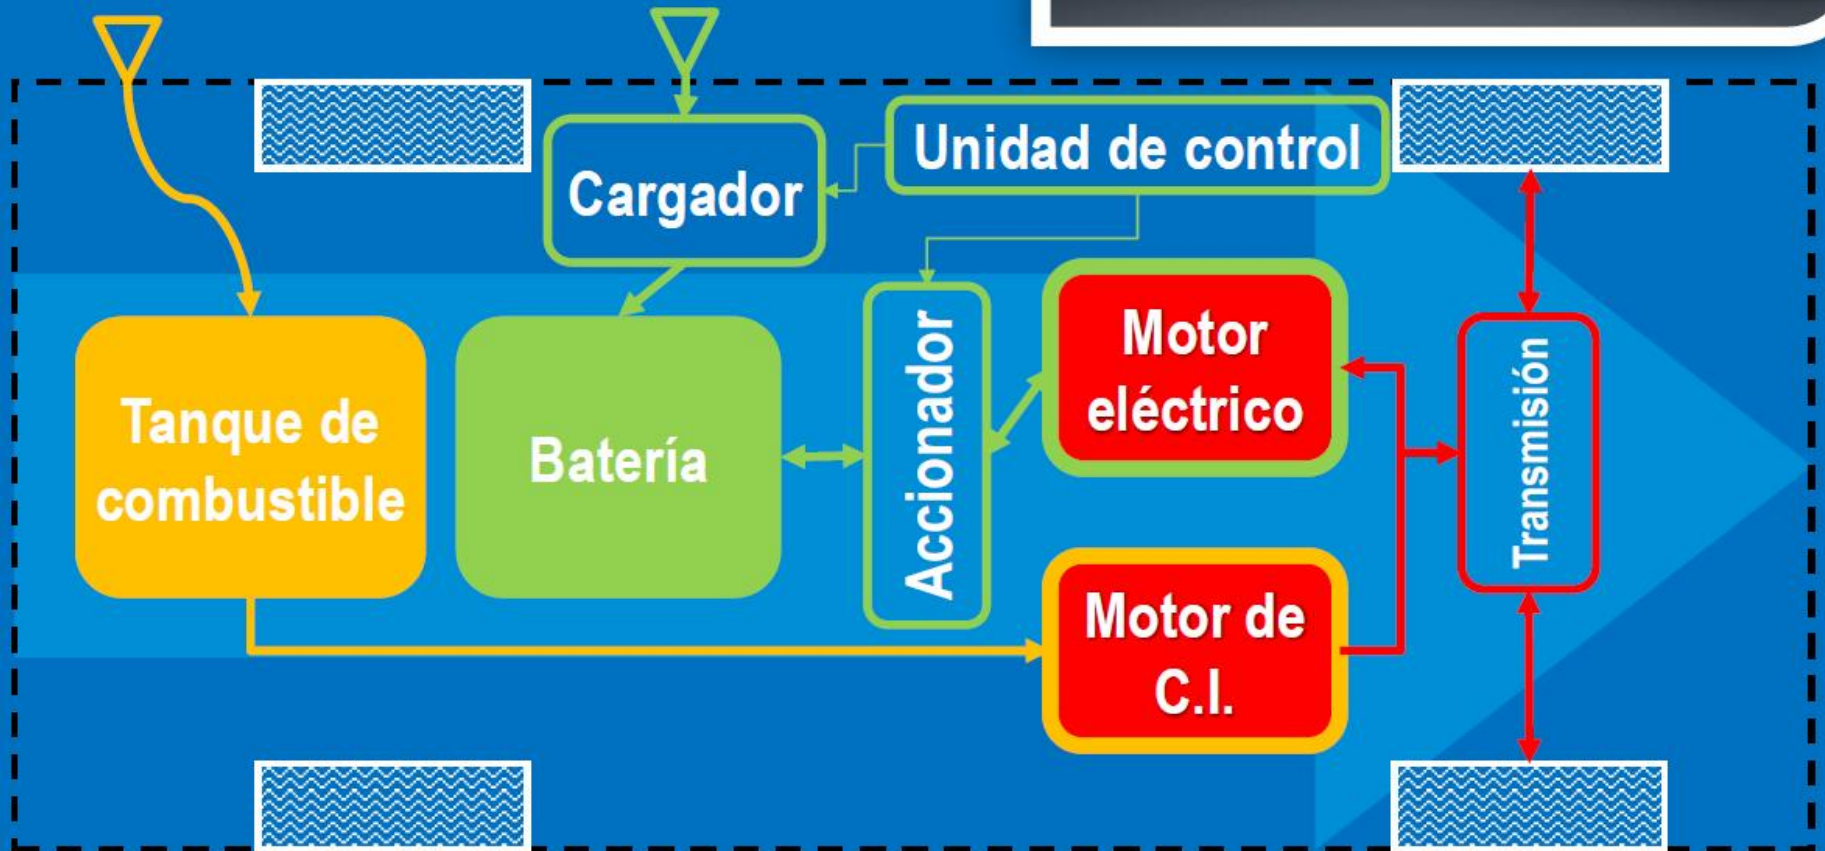 Unidad de control
Cargador
Tanque de
combustible
Batería
Accionador
Motor
eléctrico
Motor de
C.I.
Transmisión